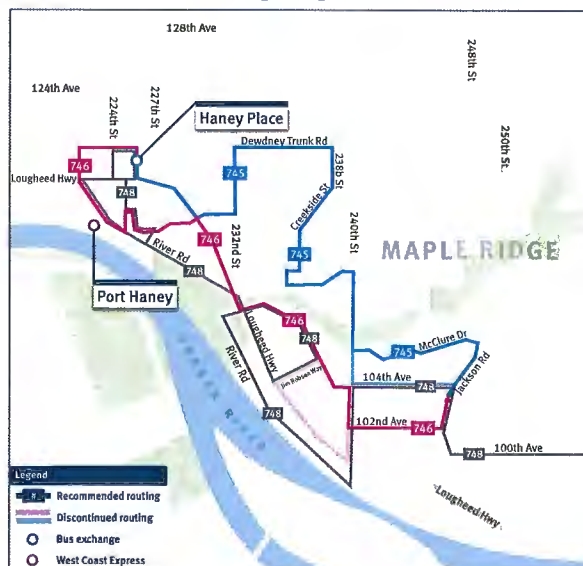 128th Ave
248th St
124th Ave
227th St
224th St
Haney Place
250th St.
Dewdney Trunk Rd
746
238b St
745
Lougheed Hwy
748
Creekside St
240th St
746
232nd St
River Rd
748
745
MAPLE RIDGE
Port Haney
746
748
Lougheed Hwy
McClure Dr
745
River Rd
Jim Robson Way
104th Ave
748
Jackson Rd
FRASER RIVER
748
102nd Ave
746
100th Ave
748
Legend
Recommended routing
Lougheed Hwy
Discontinued routing
Bus exchange
West Coast Express